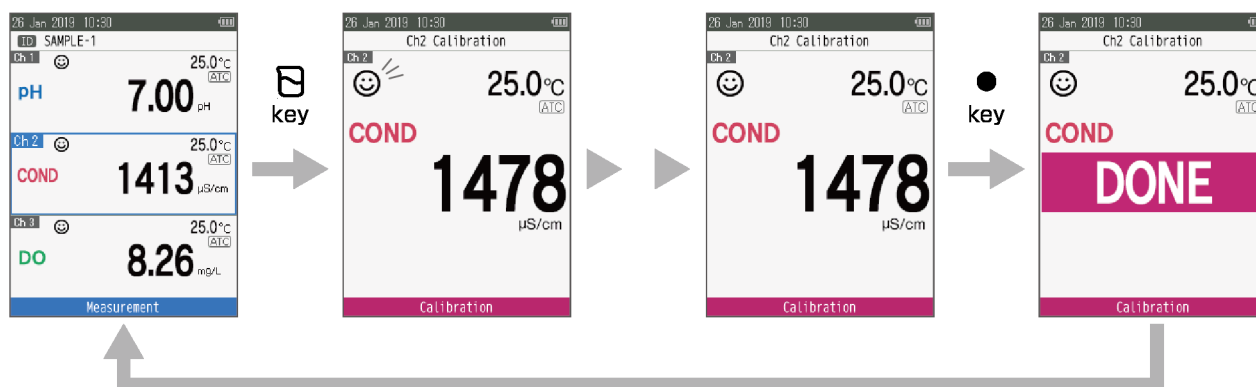 26 Jan 2019 10:30
ID SAMPLE-1
Ch 1
25.0°C
ATC
pH
7.00 pH
Ch 2
25.0°C
ATC
COND
1413 µS/cm
Ch 3
25.0°C
ATC
DO
8.26 mg/L
Measurement
key
26 Jan 2019 10:30
Ch2 Calibration
Ch 2
25.0°C
ATC
COND
1478
µS/cm
Calibration
26 Jan 2019 10:30
Ch2 Calibration
Ch 2
25.0°C
ATC
COND
1478
µS/cm
Calibration
key
26 Jan 2019 10:30
Ch2 Calibration
Ch 2
25.0°C
ATC
COND
DONE
Calibration